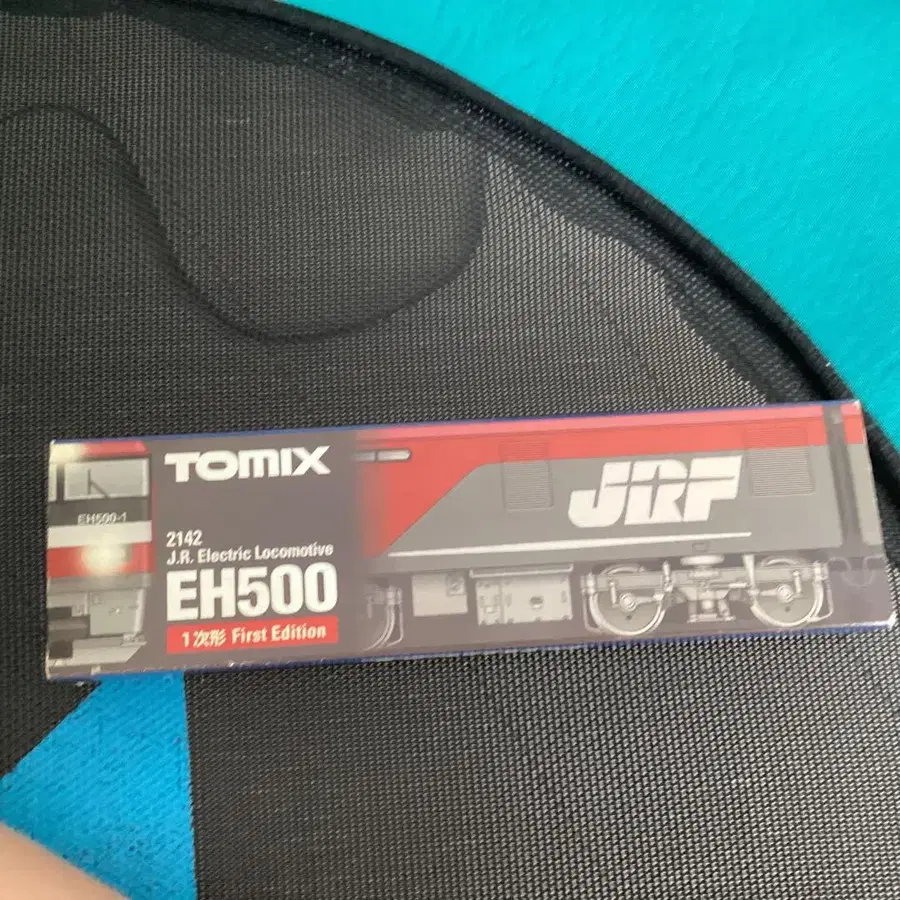 TOMIX
2142
J.R. Electric Locomotive
EH500
1次形 First Edition
EH500-1
JRF